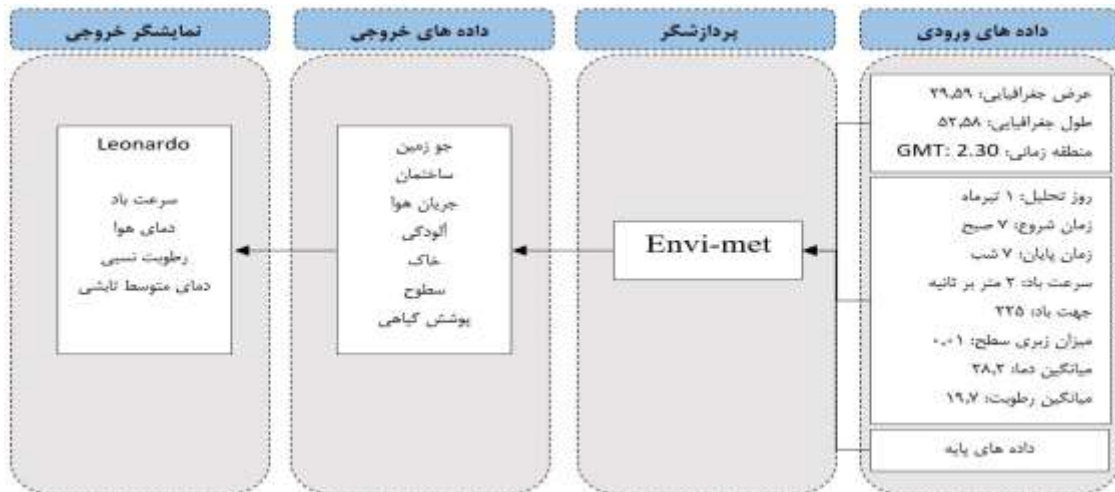 داده های ورودی
عرض جغرافیایی: ۲۹,۵۹
طول جغرافیایی: ۵۲,۵۸
منطقه زمانی: GMT: 2.30
روز تحلیل: ۱ تیرماه
زمان شروع: ۷ صبح
زمان پایان: ۷ شب
سرعت باد: ۲ متر بر ثانیه
جهت باد: ۲۲۵
میزان زبری سطح: ۰,۰۱
میانگین دما: ۲۸,۲
میانگین رطوبت: ۱۹,۷
داده های پایه
پردازشگر
Envi-met
داده های خروجی
جو زمین
ساختمان
جریان هوا
آلودگی
خاک
سطوح
پوشش گیاهی
نمایشگر خروجی
Leonardo
سرعت باد
دمای هوا
رطوبت نسبی
دمای متوسط تابشی